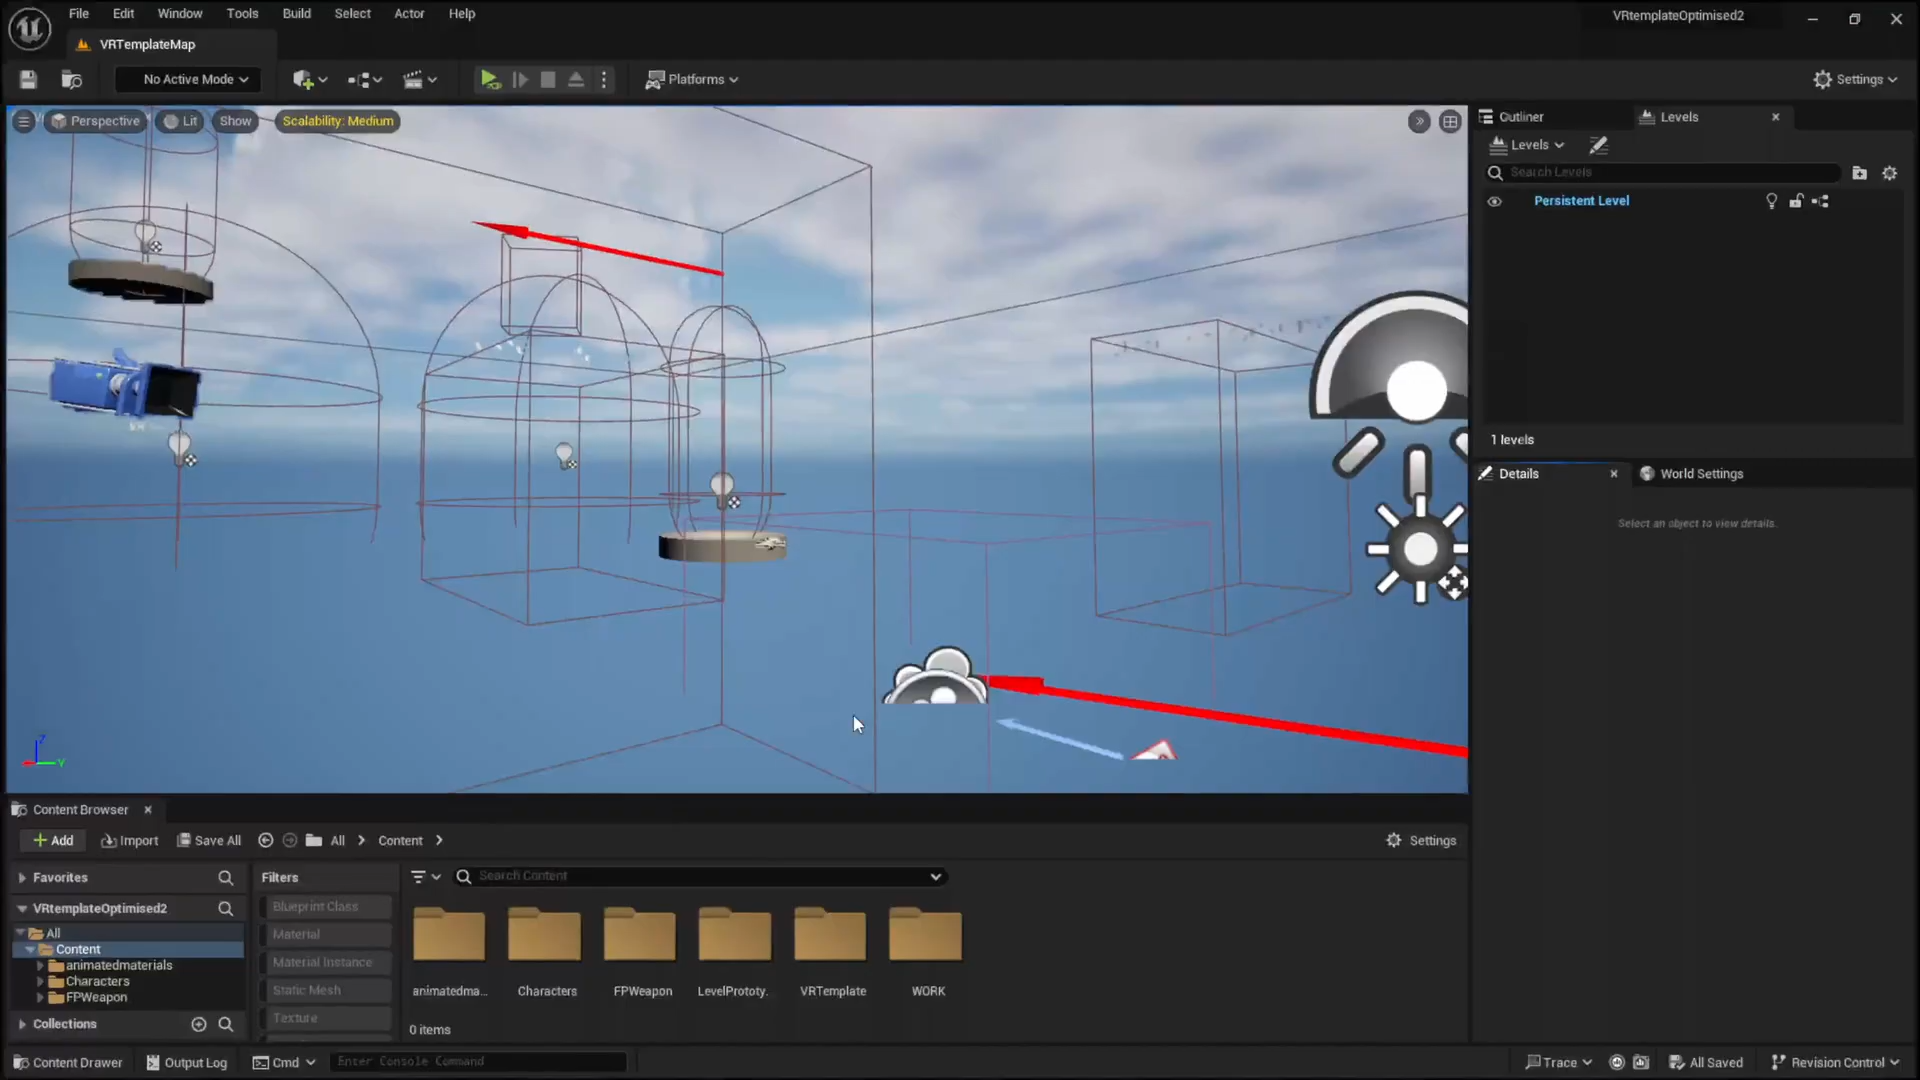 File Edit Window Tools Build Select Actor Help
VRtemplateOptimised2
VRTemplateMap
No Active Mode
Platforms
Settings
Perspective Lit Show Scalability: Medium
Outliner
Levels
Levels
Search Levels
Persistent Level
1 levels
Details
World Settings
Select an object to view details.
Z
Y
Content Browser
Add Import Save All All Content Settings
Favorites
Filters
Search Content
VRtemplateOptimised2
All
Content
animatedmaterials
Characters
FPWeapon
Collections
Blueprint Class
Material
Material Instance
Static Mesh
Texture
animatedma... Characters FPWeapon LevelPrototy. VRTemplate WORK
0 items
Content Drawer Output Log Cmd Enter Console Command Trace All Saved Revision Control